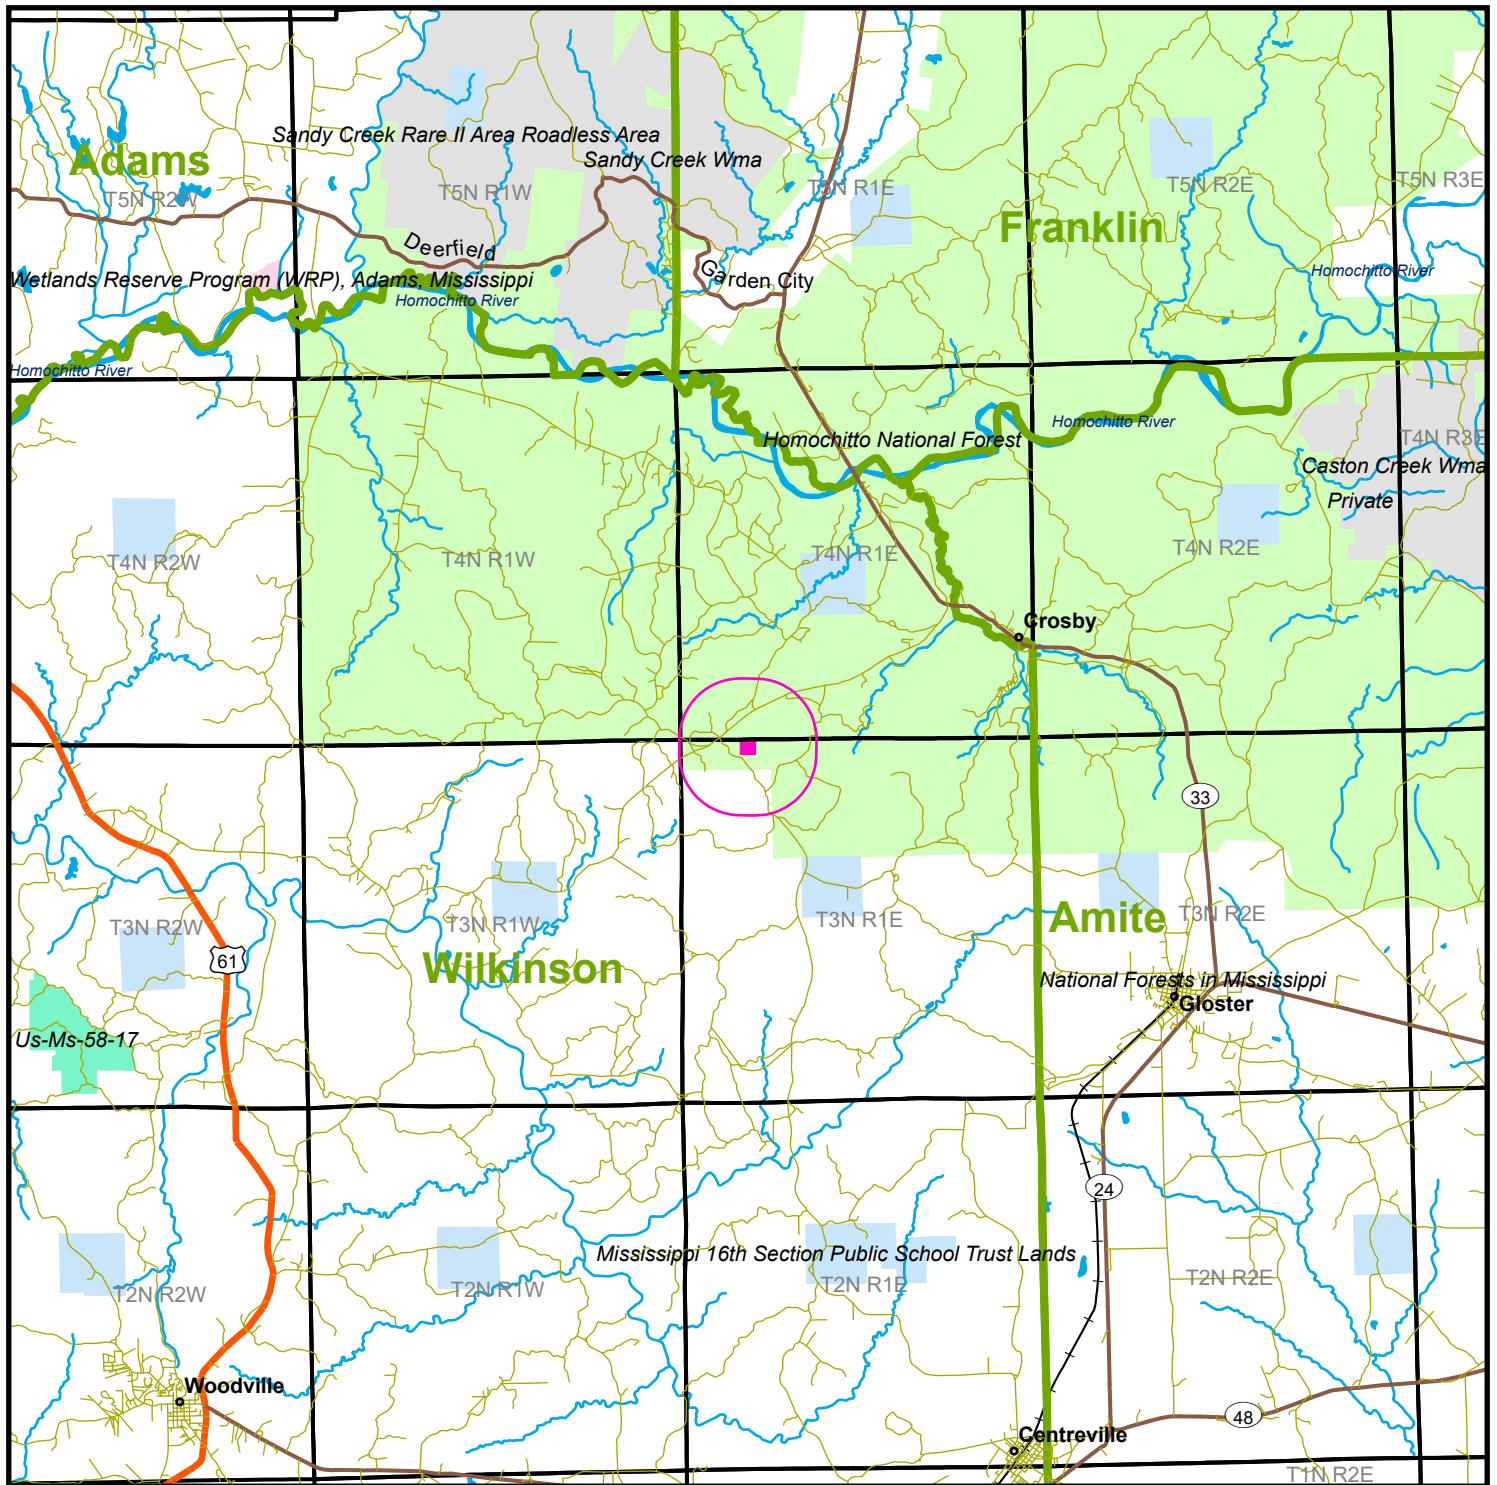 Sandy Creek Rare II Area Roadless Area
Adams
Sandy Creek Wma
T5N R2W
T5N R1W
T5N R1E
T5N R2E
T5N R3E
Franklin
Deerfield
Garden City
Wetlands Reserve Program (WRP), Adams, Mississippi
Homochitto River
Homochitto River
Homochitto River
Homochitto River
Homochitto National Forest
T4N R3E
Caston Creek Wma
Private
T4N R2W
T4N R1W
T4N R1E
T4N R2E
Crosby
33
T3N R2W
T3N R1W
T3N R1E
Amite
T3N R2E
61
Wilkinson
National Forests in Mississippi
Gloster
Us-Ms-58-17
24
Mississippi 16th Section Public School Trust Lands
T2N R2W
T2N R1W
T2N R1E
T2N R2E
Woodville
48
Centreville
T1N R2E